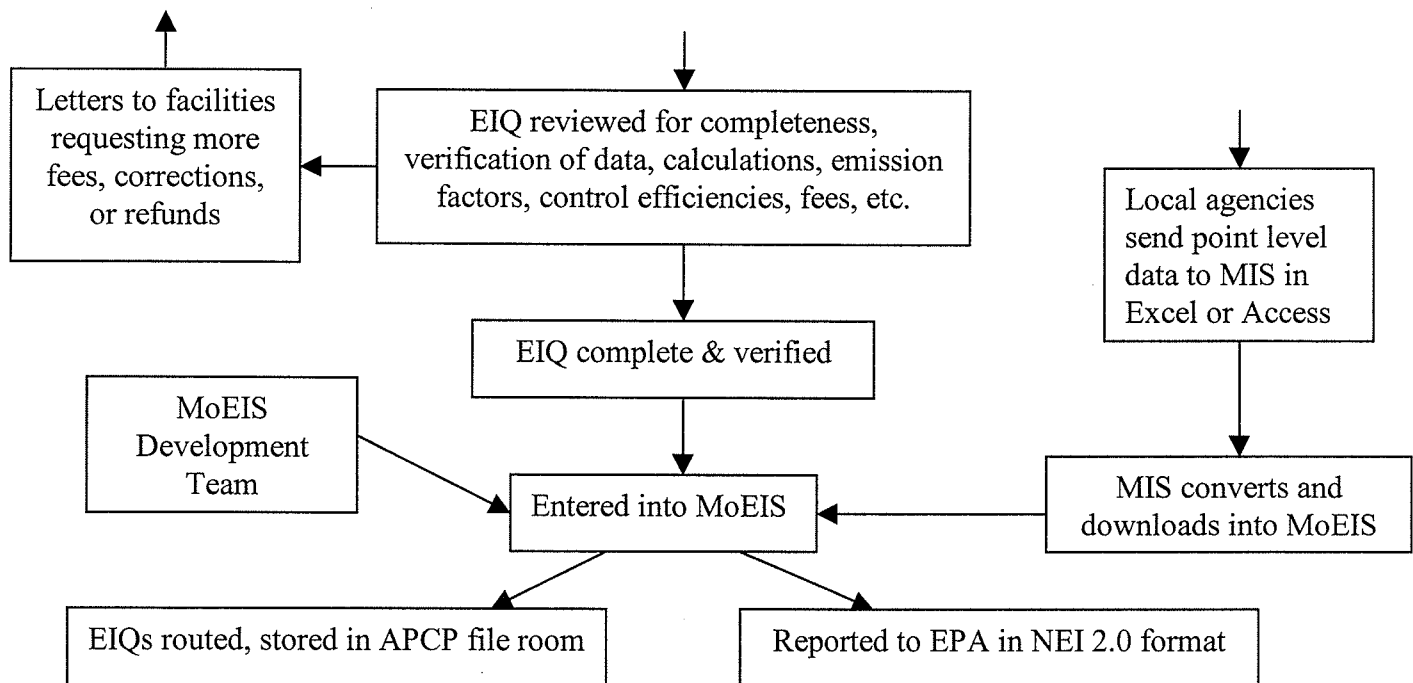 Letters to facilities
requesting more
fees, corrections,
or refunds
EIQ reviewed for completeness,
verification of data, calculations, emission
factors, control efficiencies, fees, etc.
Local agencies
send point level
data to MIS in
Excel or Access
EIQ complete & verified
MoEIS
Development
Team
Entered into MoEIS
MIS converts and
downloads into MoEIS
EIQs routed, stored in APCP file room
Reported to EPA in NEI 2.0 format